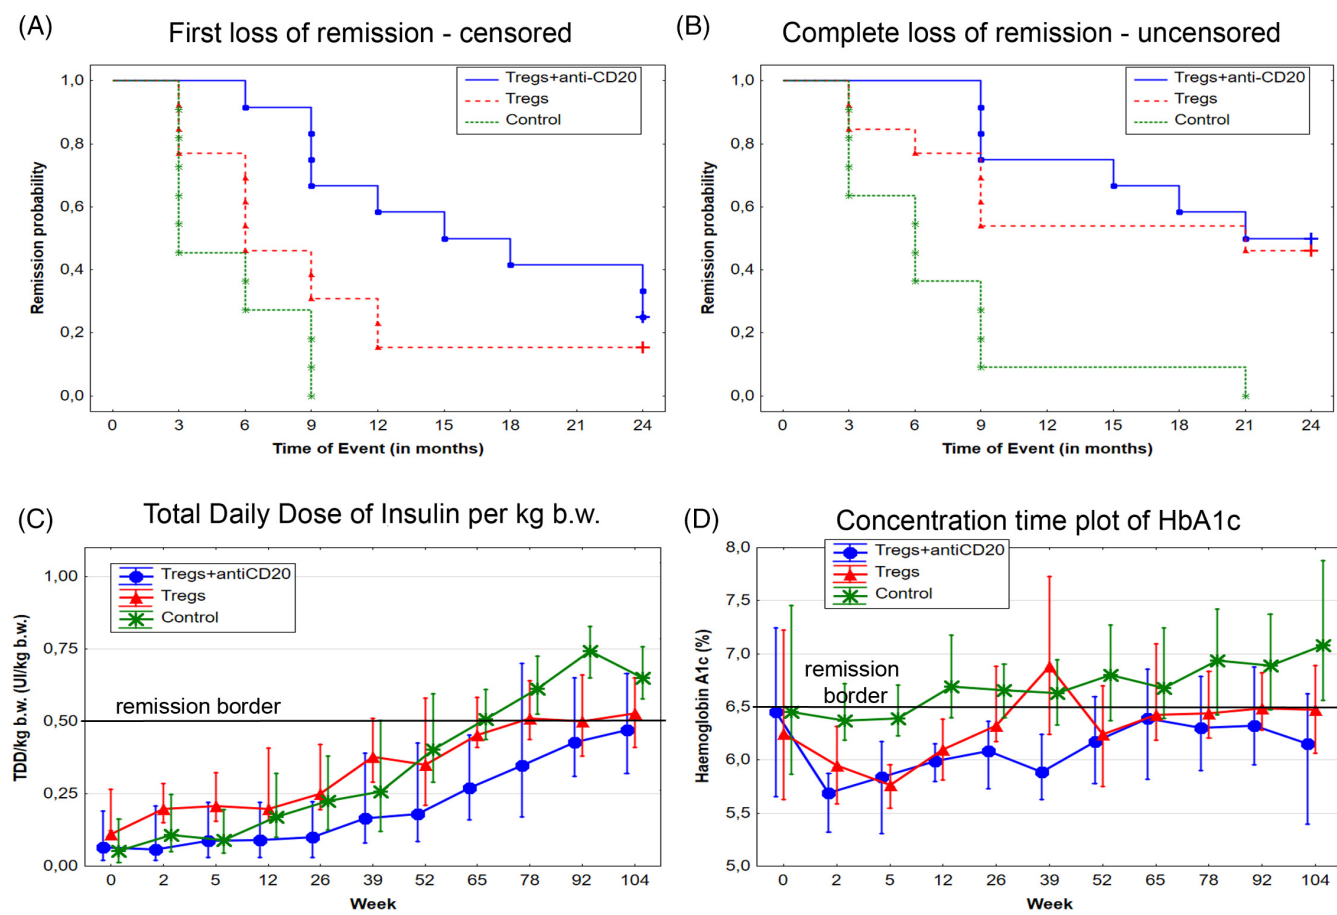 (A)
First loss of remission - censored
Remission probability
1,0
0,8
0,6
0,4
0,2
0,0
Tregs+anti-CD20
Tregs
Control
0 3 6 9 12 15 18 21 24
Time of Event (in months)
(B)
Complete loss of remission - uncensored
Remission probability
1,0
0,8
0,6
0,4
0,2
0,0
Tregs+anti-CD20
Tregs
Control
0 3 6 9 12 15 18 21 24
Time of Event (in months)
(C)
Total Daily Dose of Insulin per kg b.w.
TDD/kg b.w. (UI/kg b.w.)
1,00
0,75
0,50
0,25
0,00
Tregs+antiCD20
Tregs
Control
remission border
0 2 5 12 26 39 52 65 78 92 104
Week
(D)
Concentration time plot of HbA1c
Haemoglobin A1c (%)
8,0
7,5
7,0
6,5
6,0
5,5
5,0
Tregs+antiCD20
Tregs
Control
remission
border
0 2 5 12 26 39 52 65 78 92 104
Week